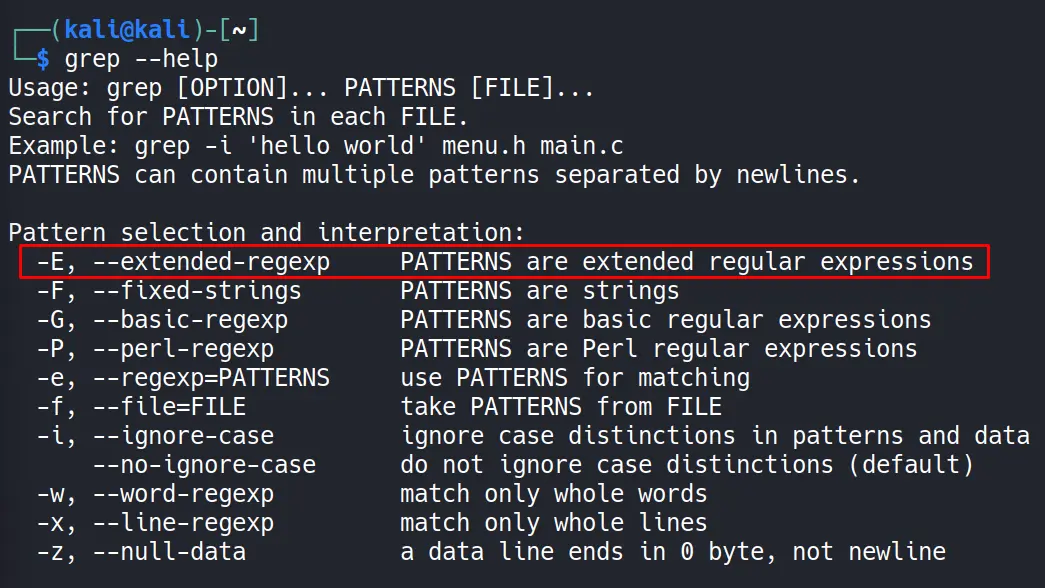 ┌──(kali@kali)-[~]
└─$ grep --help
Usage: grep [OPTION]... PATTERNS [FILE]...
Search for PATTERNS in each FILE.
Example: grep -i 'hello world' menu.h main.c
PATTERNS can contain multiple patterns separated by newlines.

Pattern selection and interpretation:
  -E, --extended-regexp     PATTERNS are extended regular expressions
  -F, --fixed-strings       PATTERNS are strings
  -G, --basic-regexp        PATTERNS are basic regular expressions
  -P, --perl-regexp         PATTERNS are Perl regular expressions
  -e, --regexp=PATTERNS     use PATTERNS for matching
  -f, --file=FILE           take PATTERNS from FILE
  -i, --ignore-case         ignore case distinctions in patterns and data
      --no-ignore-case      do not ignore case distinctions (default)
  -w, --word-regexp         match only whole words
  -x, --line-regexp         match only whole lines
  -z, --null-data           a data line ends in 0 byte, not newline